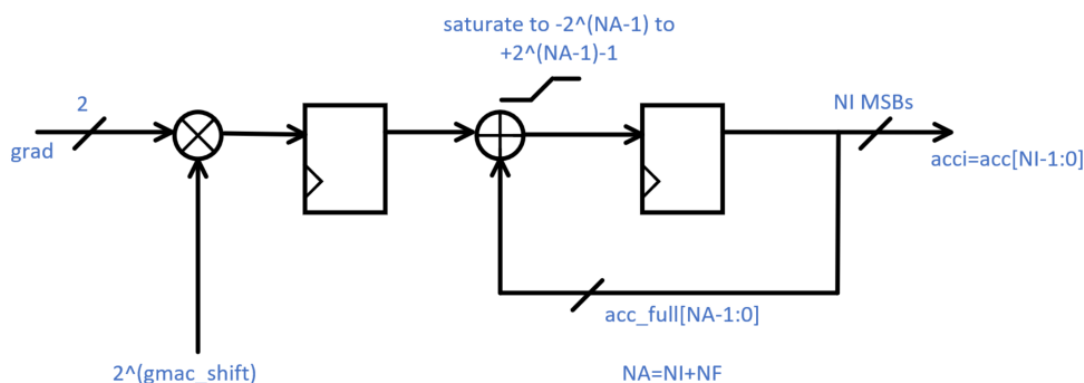 saturate to -2^(NA-1) to
+2^(NA-1)-1
2
NI MSBs
grad
acci=acc[NI-1:0]
acc_full[NA-1:0]
2^(gmac_shift)
NA=NI+NF